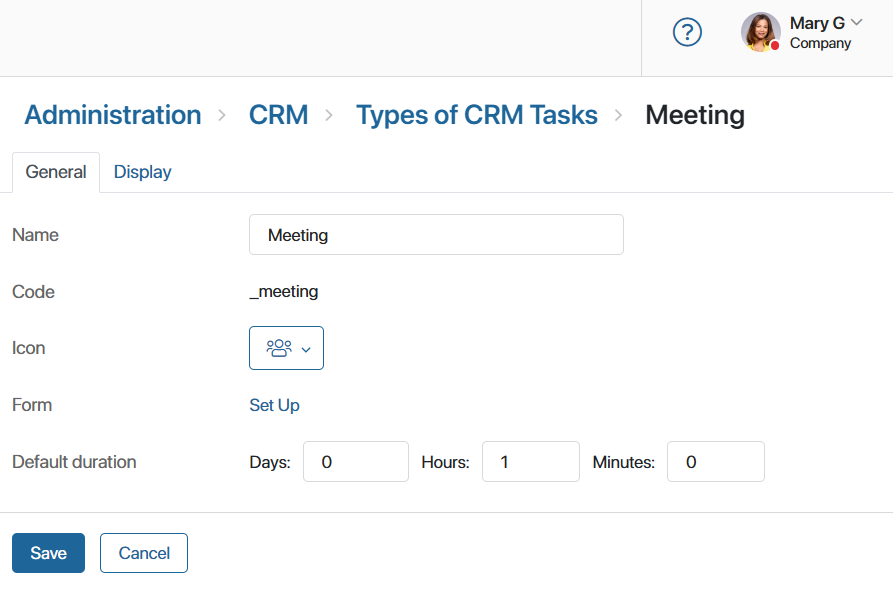 ?
Mary G
Company
Administration > CRM > Types of CRM Tasks > Meeting
General Display
Name Meeting
Code _meeting
Icon
Form Set Up
Default duration Days: 0 Hours: 1 Minutes: 0
Save Cancel